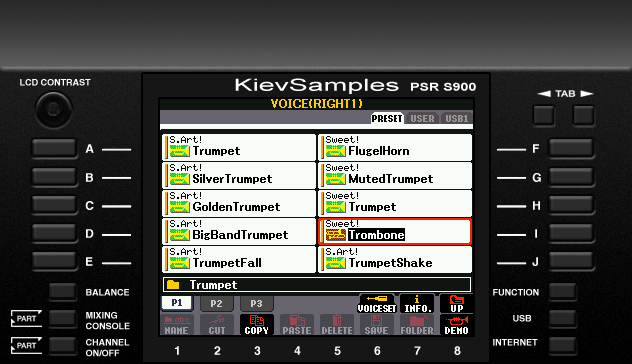 LCD CONTRAST
KievSamples PSR S900
VOICE(RIGHT1)
TAB
PRESET USER USB1
S.Art! Sweet!
A Trumpet FlugelHorn F
S.Art! Sweet!
B SilverTrumpet MutedTrumpet G
S.Art! Sweet!
C GoldenTrumpet Trumpet H
S.Art! Sweet!
D BigBandTrumpet Trombone I
S.Art! S.Art!
E TrumpetFall TrumpetShake J
Trumpet
BALANCE FUNCTION
P1 P2 P3 VOICESET INFO. UP
PART MIXING CONSOLE USB
NAME CUT COPY PASTE DELETE SAVE FOLDER DEMO
PART CHANNEL ON/OFF INTERNET
1 2 3 4 5 6 7 8